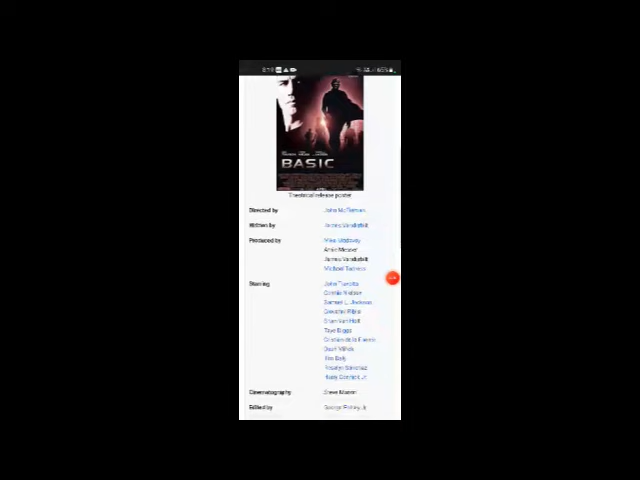 BASIC
Theatrical release poster
Directed by
John McTiernan
Written by
James Vanderbilt
Produced by
Mike Medavoy
Arnie Messer
James Vanderbilt
Michael Tadross
Starring
John Travolta
Connie Nielsen
Samuel L. Jackson
Giovanni Ribisi
Brian Van Holt
Taye Diggs
Cristián de la Fuente
Dash Mihok
Tim Daly
Roselyn Sánchez
Harry Connick Jr.
Cinematography
Steve Mason
Edited by
George Folsey Jr.